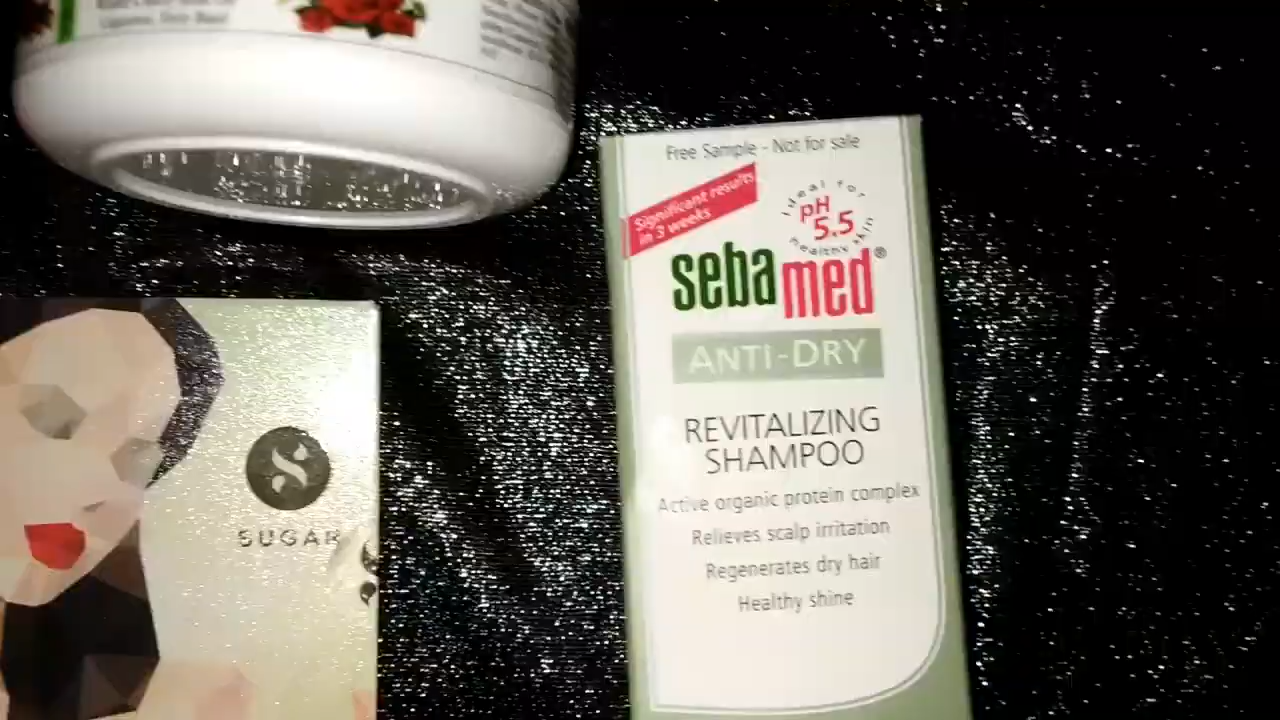 Free Sample - Not for sale
Significant results
in 3 weeks
ideal for
pH
5.5
healthy skin
sebamed®
ANTI-DRY
REVITALIZING
SHAMPOO
Active organic protein complex
Relieves scalp irritation
Regenerates dry hair
Healthy shine
SUGAR